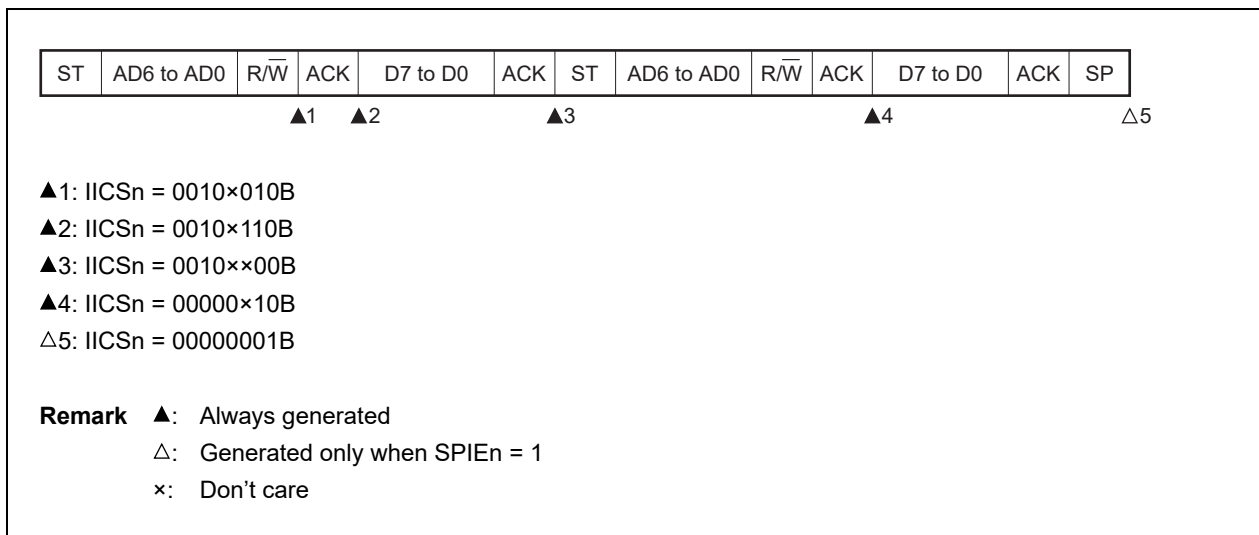 ST AD6 to AD0 R/W̅ ACK D7 to D0 ACK ST AD6 to AD0 R/W̅ ACK D7 to D0 ACK SP
▲1 ▲2 ▲3 ▲4 △5
▲1: IICSn = 0010×010B
▲2: IICSn = 0010×110B
▲3: IICSn = 0010××00B
▲4: IICSn = 00000×10B
△5: IICSn = 00000001B
Remark ▲: Always generated
△: Generated only when SPIEn = 1
×: Don’t care